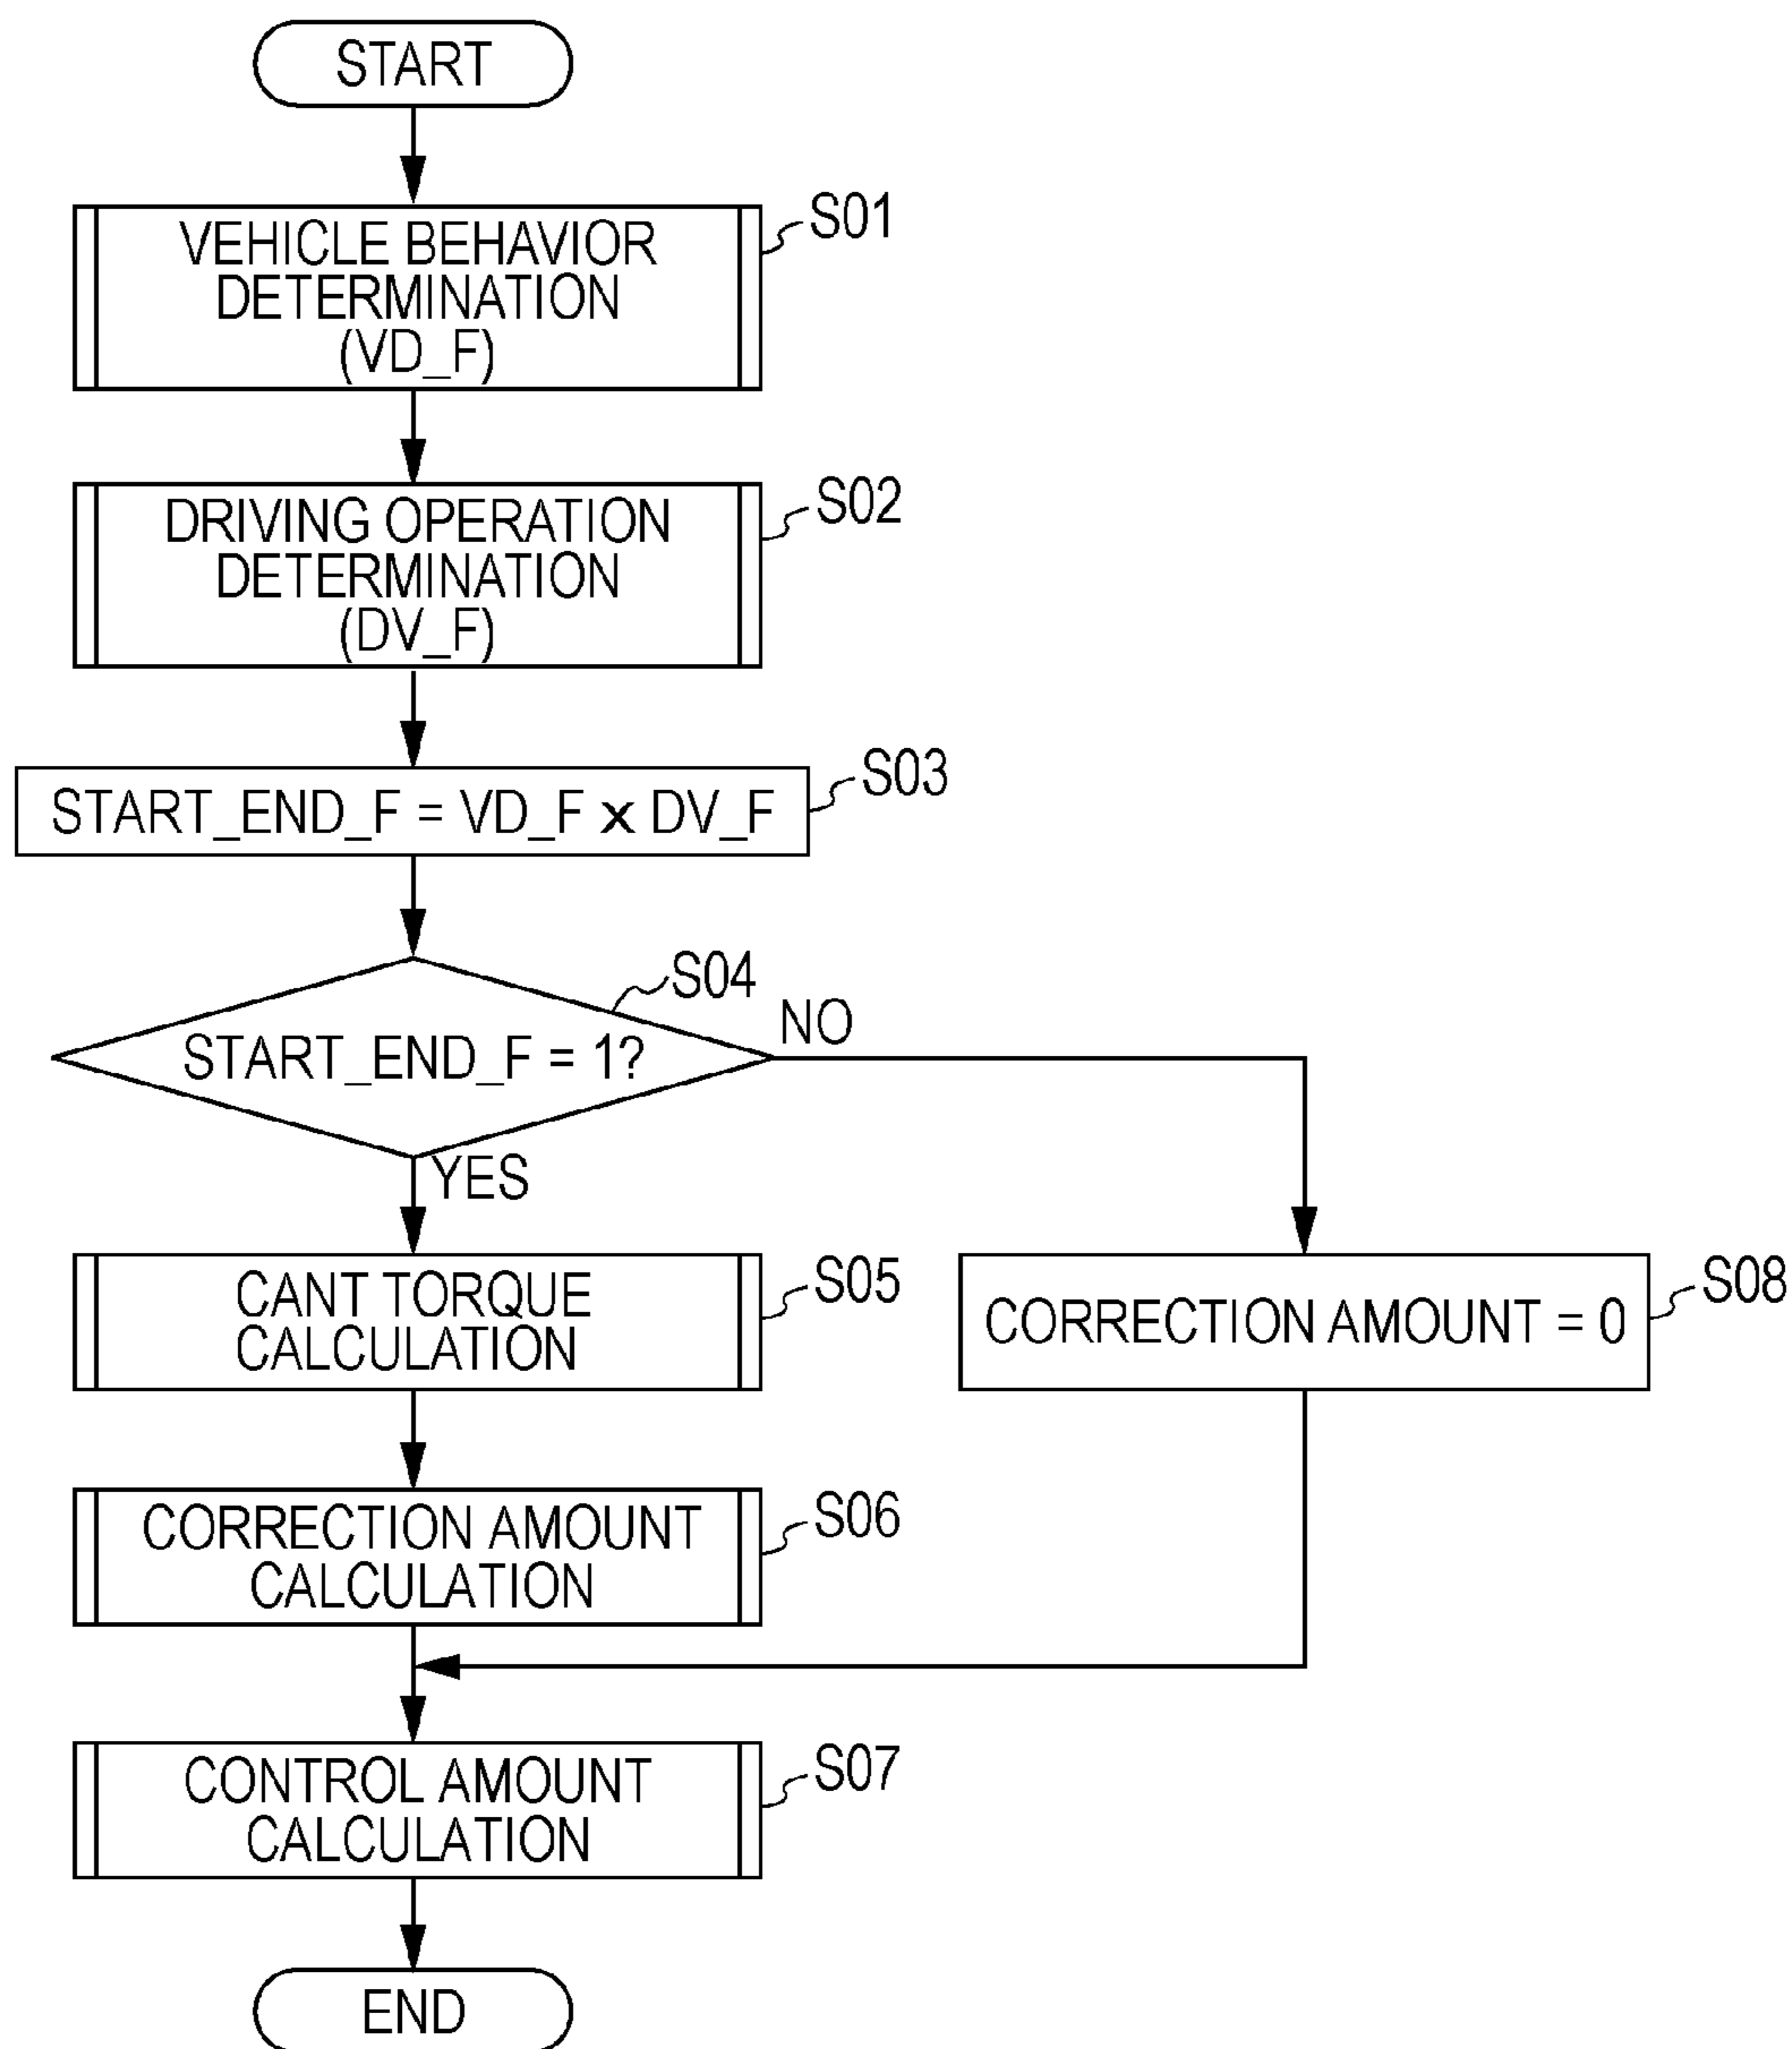 START
VEHICLE BEHAVIOR
DETERMINATION
(VD_F)
S01
DRIVING OPERATION
DETERMINATION
(DV_F)
S02
START_END_F = VD_F x DV_F
S03
START_END_F = 1?
S04
NO
YES
CANT TORQUE
CALCULATION
S05
CORRECTION AMOUNT = 0
S08
CORRECTION AMOUNT
CALCULATION
S06
CONTROL AMOUNT
CALCULATION
S07
END